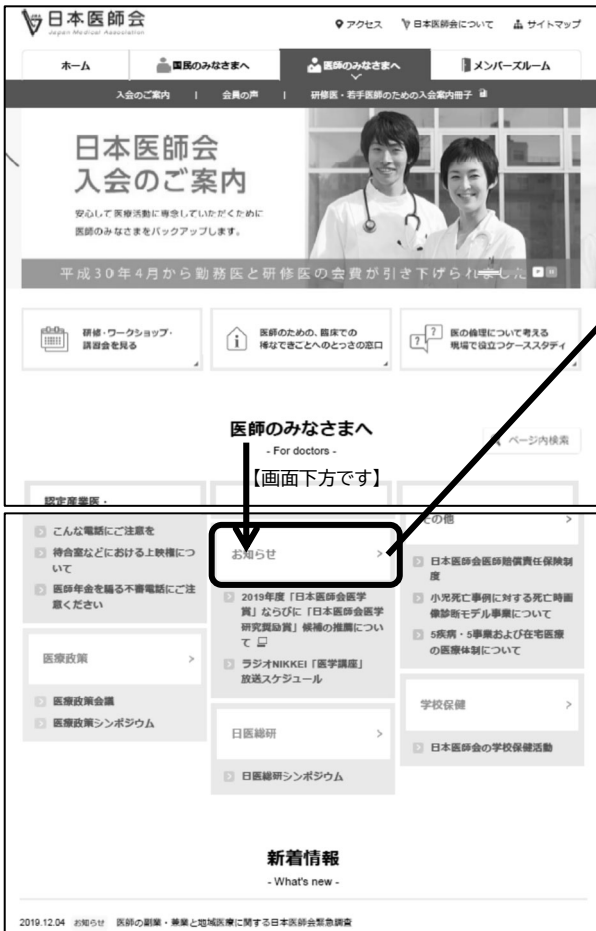 日本医師会
Japan Medical Association
アクセス
日本医師会について
サイトマップ
ホーム
国民のみなさまへ
医師のみなさまへ
メンバーズルーム
入会のご案内 | 会員の声 | 研修医・若手医師のための入会案内冊子
日本医師会
入会のご案内
安心して医療活動に専念していただくために
医師のみなさまをバックアップします。
平成30年4月から勤務医と研修医の会費が引き下げられました
研修・ワークショップ・
講習会を見る
医師のための、臨床での
稀なできごとへのとっさの窓口
医の倫理について考える
現場で役立つケーススタディ
医師のみなさまへ
- For doctors -
ページ内検索
【画面下方です】
認定産業医・
こんな電話にご注意を
待合室などにおける上映権につ
いて
医師年金を騙る不審電話にご注
意ください
医療政策
医療政策会議
医療政策シンポジウム
お知らせ
2019年度「日本医師会医学
賞」ならびに「日本医師会医学
研究奨励賞」候補の推薦につい
て
ラジオNIKKEI「医学講座」
放送スケジュール
日医総研
日医総研シンポジウム
その他
日本医師会医師賠償責任保険制
度
小児死亡事例に対する死亡時画
像診断モデル事業について
5疾病・5事業および在宅医療
の医療体制について
学校保健
日本医師会の学校保健活動
新着情報
- What's new -
2019.12.04 お知らせ 医師の副業・兼業と地域医療に関する日本医師会緊急調査